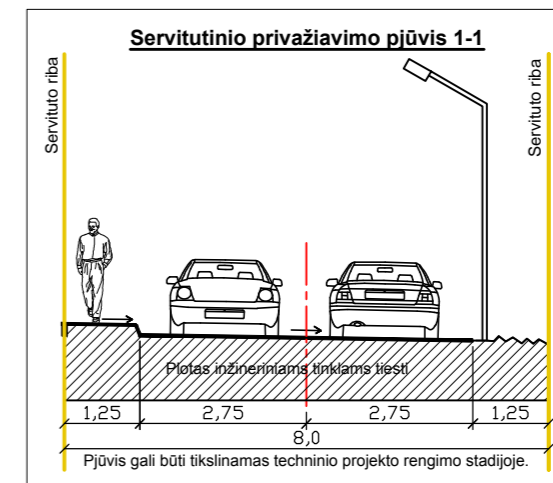 Servitutinio privažiavimo pjūvis 1-1
Servituto riba
Servituto riba
Plotas inžineriniams tinklams tiesti
1,25 2,75 2,75 1,25
8,0
Pjūvis gali būti tikslinamas techninio projekto rengimo stadijoje.